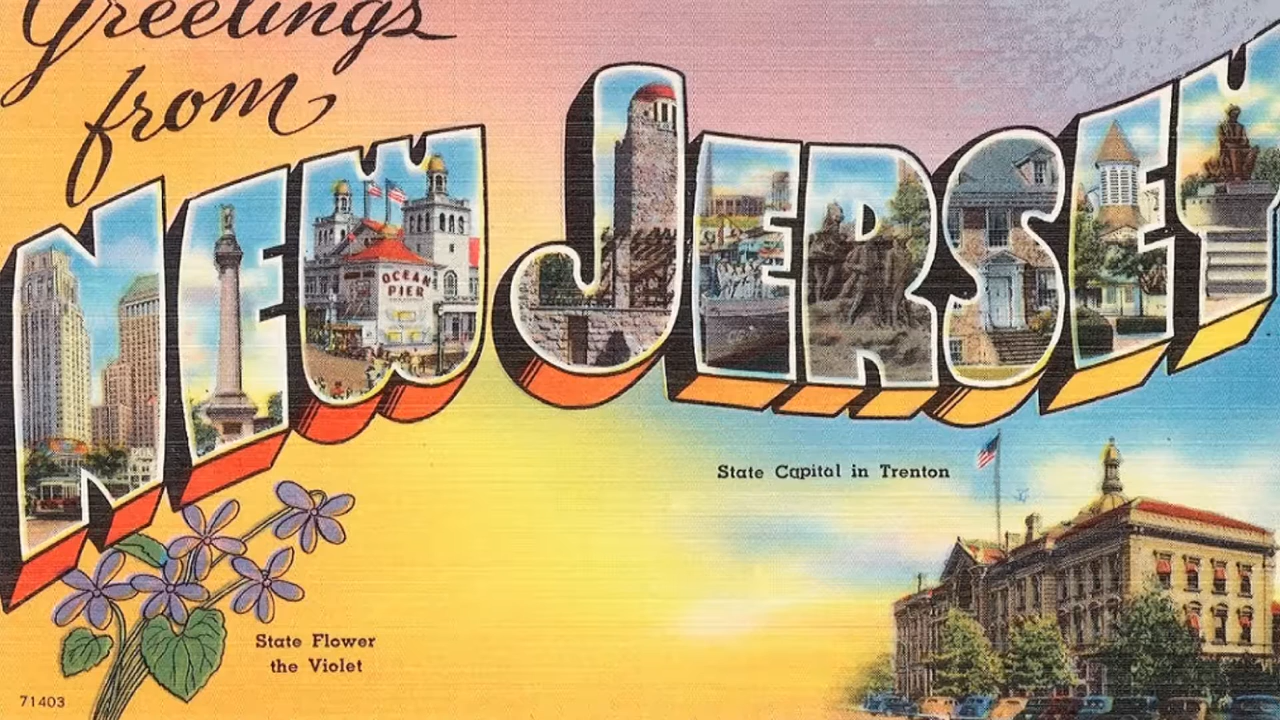 Greetings
from
NEW JERSEY
OCEAN
PIER
State Capital in Trenton
State Flower
the Violet
71403